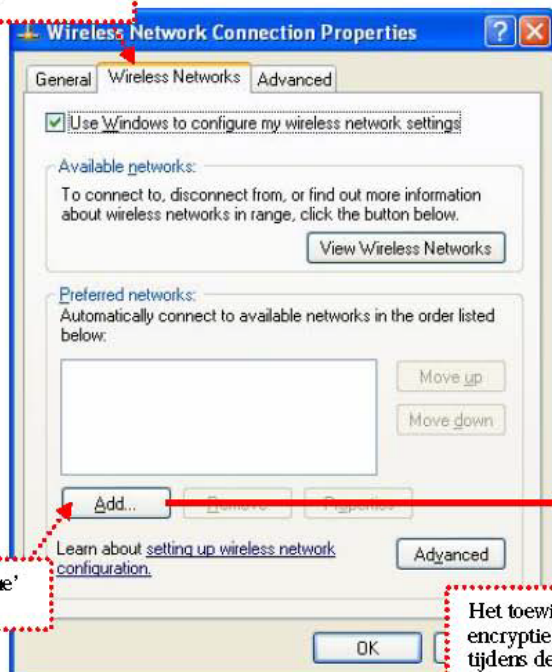 Wireless Network Connection Properties
General Wireless Networks Advanced
Use Windows to configure my wireless network settings
Available networks:
To connect to, disconnect from, or find out more information
about wireless networks in range, click the button below.
View Wireless Networks
Preferred networks:
Automatically connect to available networks in the order listed
below:
Move up
Move down
Add... Remove Properties
Learn about setting up wireless network
configuration.
Advanced
OK
Het
encryptie
tijdens